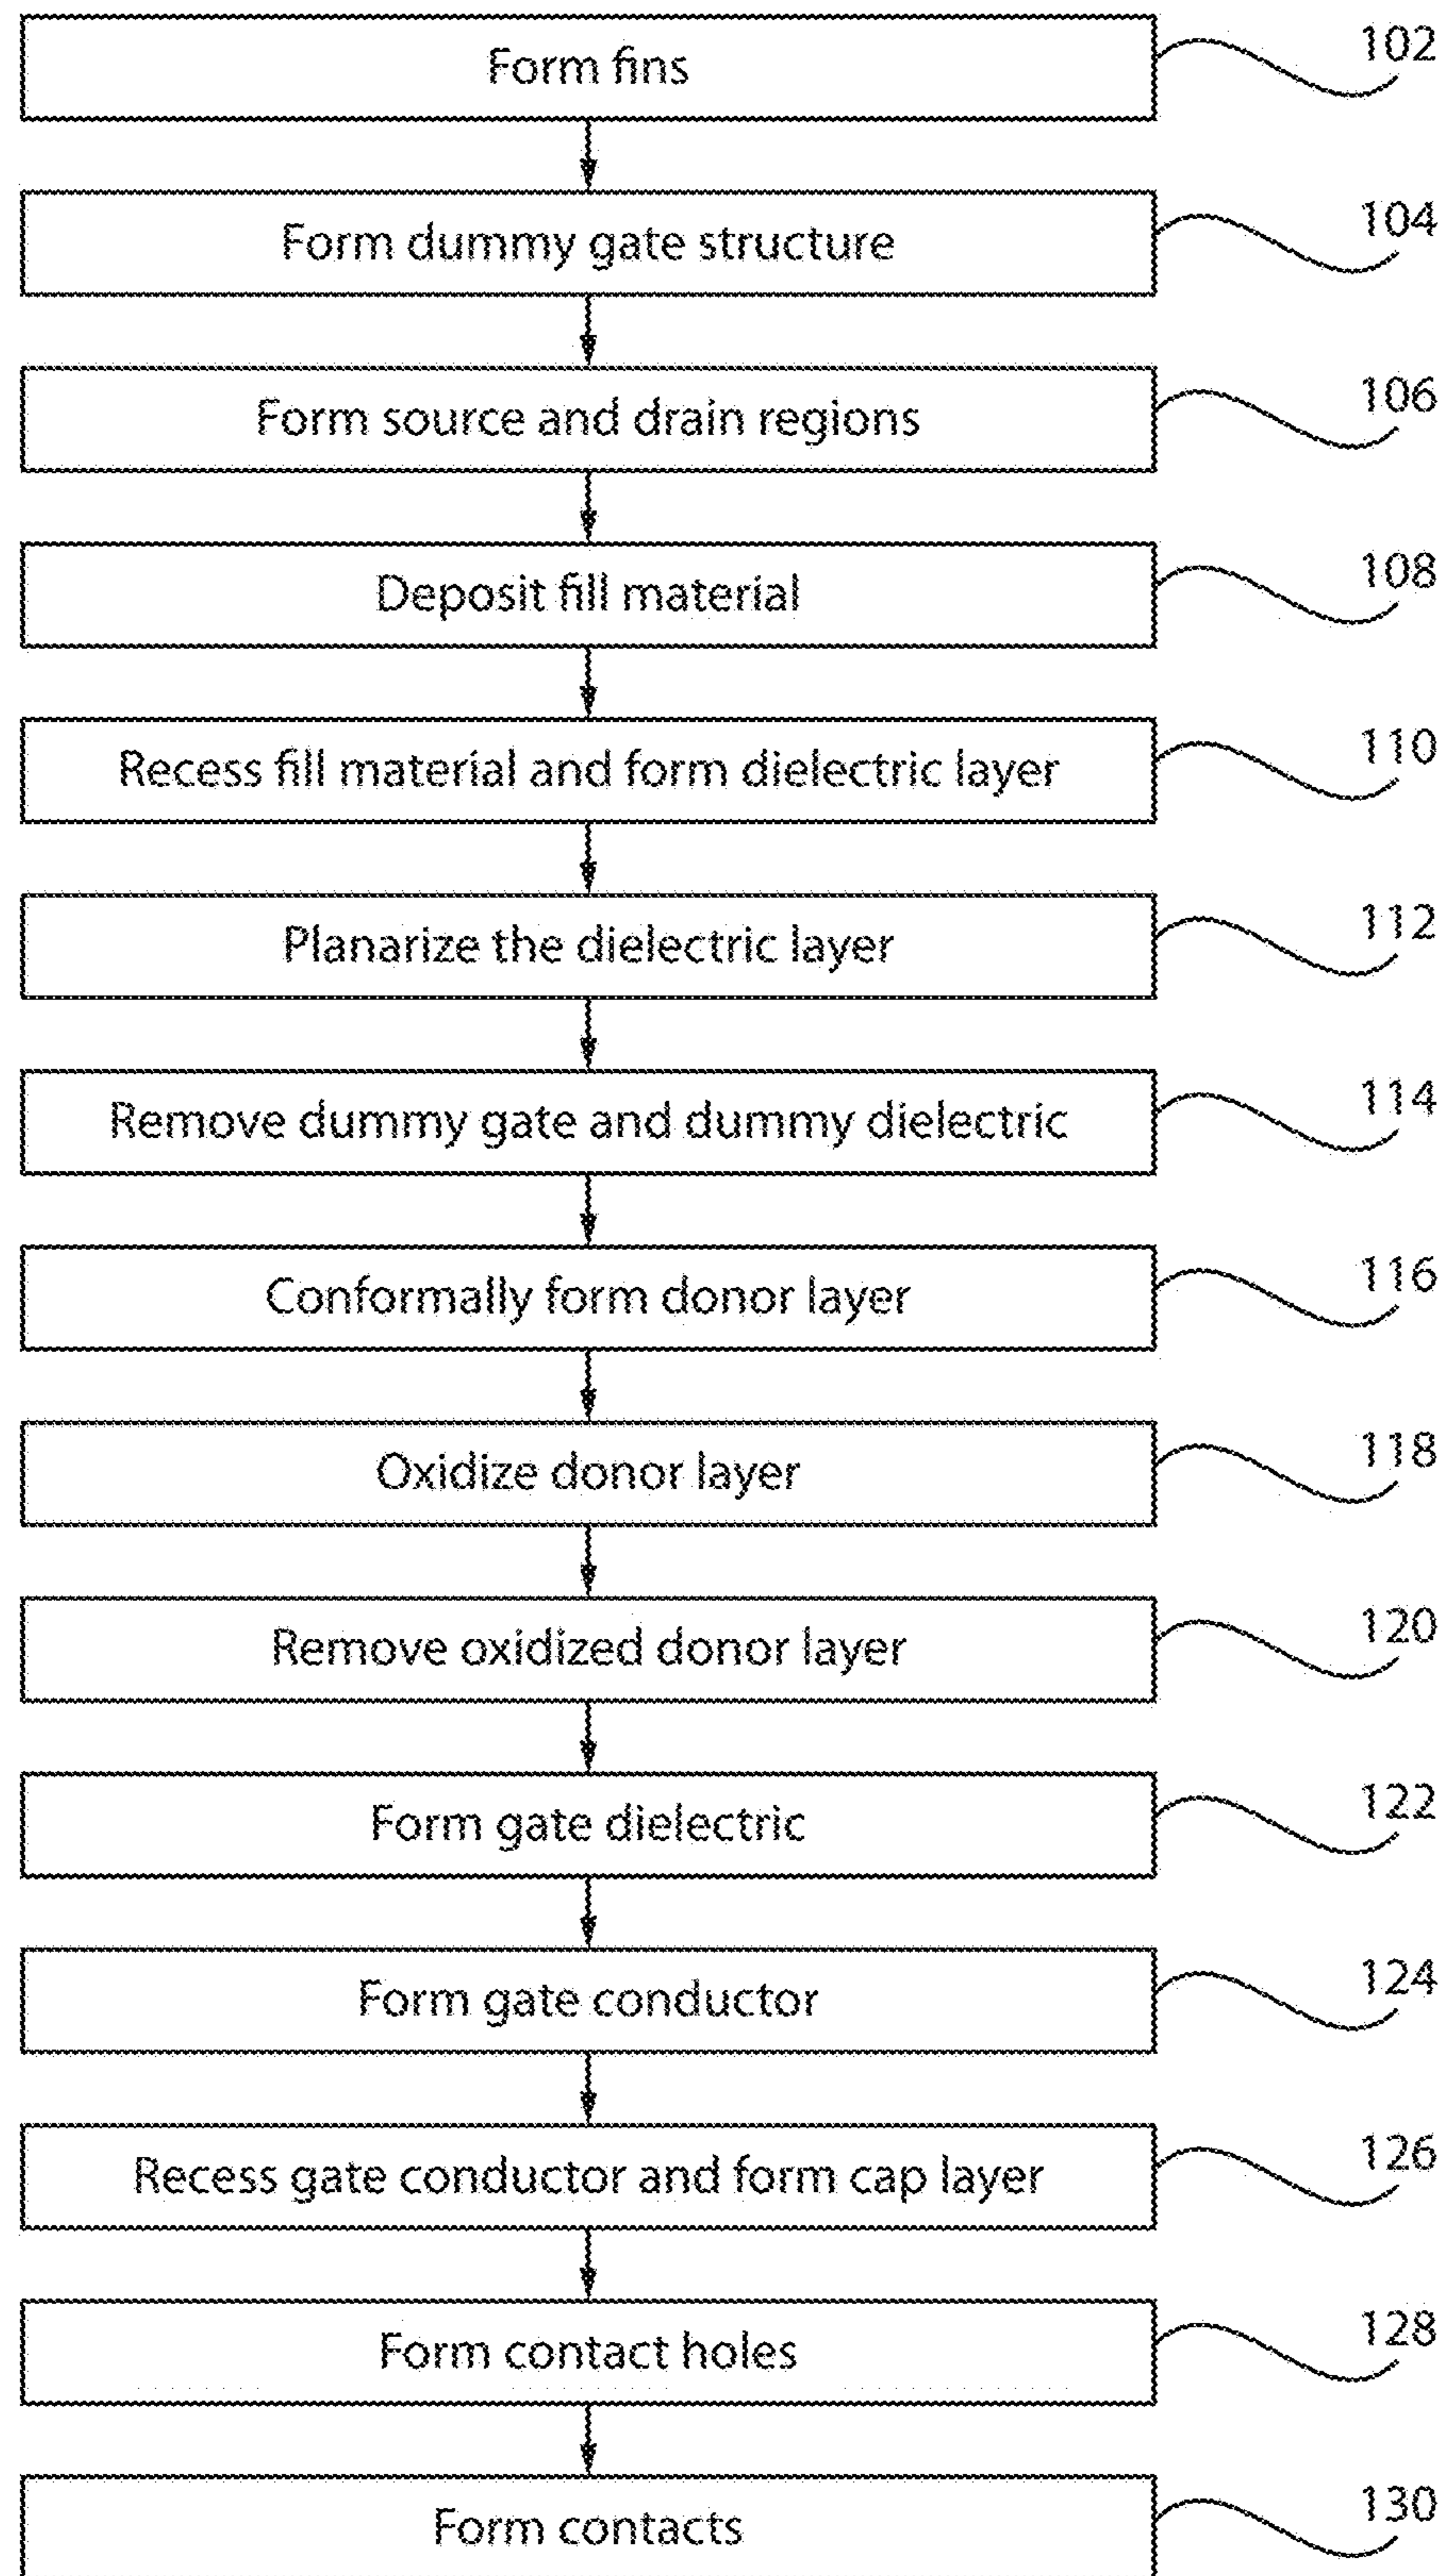 Form fins
102
Form dummy gate structure
104
Form source and drain regions
106
Deposit fill material
108
Recess fill material and form dielectric layer
110
Planarize the dielectric layer
112
Remove dummy gate and dummy dielectric
114
Conformally form donor layer
116
Oxidize donor layer
118
Remove oxidized donor layer
120
Form gate dielectric
122
Form gate conductor
124
Recess gate conductor and form cap layer
126
Form contact holes
128
Form contacts
130